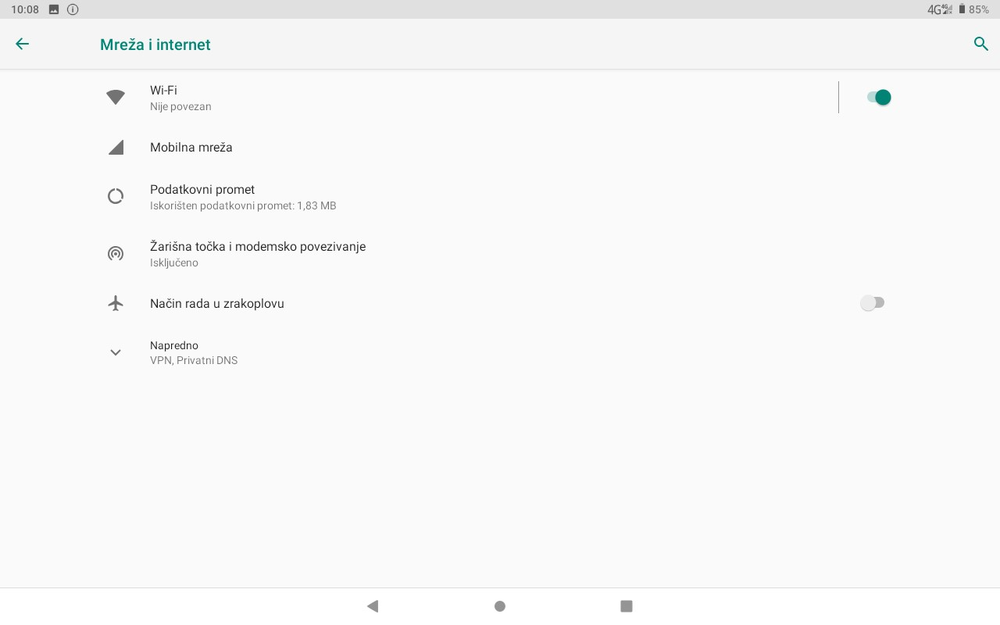 10:08
4G 4G 85%
Mreža i internet
Wi-Fi
Nije povezan
Mobilna mreža
Podatkovni promet
Iskorišten podatkovni promet: 1,83 MB
Žarišna točka i modemsko povezivanje
Isključeno
Način rada u zrakoplovu
Napredno
VPN, Privatni DNS